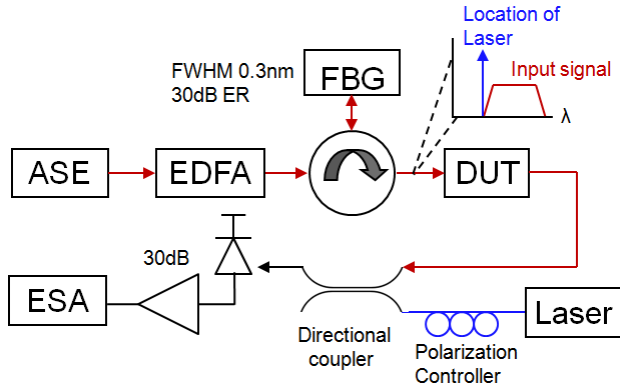 Location of
Laser
FWHM 0.3nm
30dB ER
FBG
Input signal
λ
ASE
EDFA
DUT
30dB
ESA
Directional
coupler
Polarization
Controller
Laser